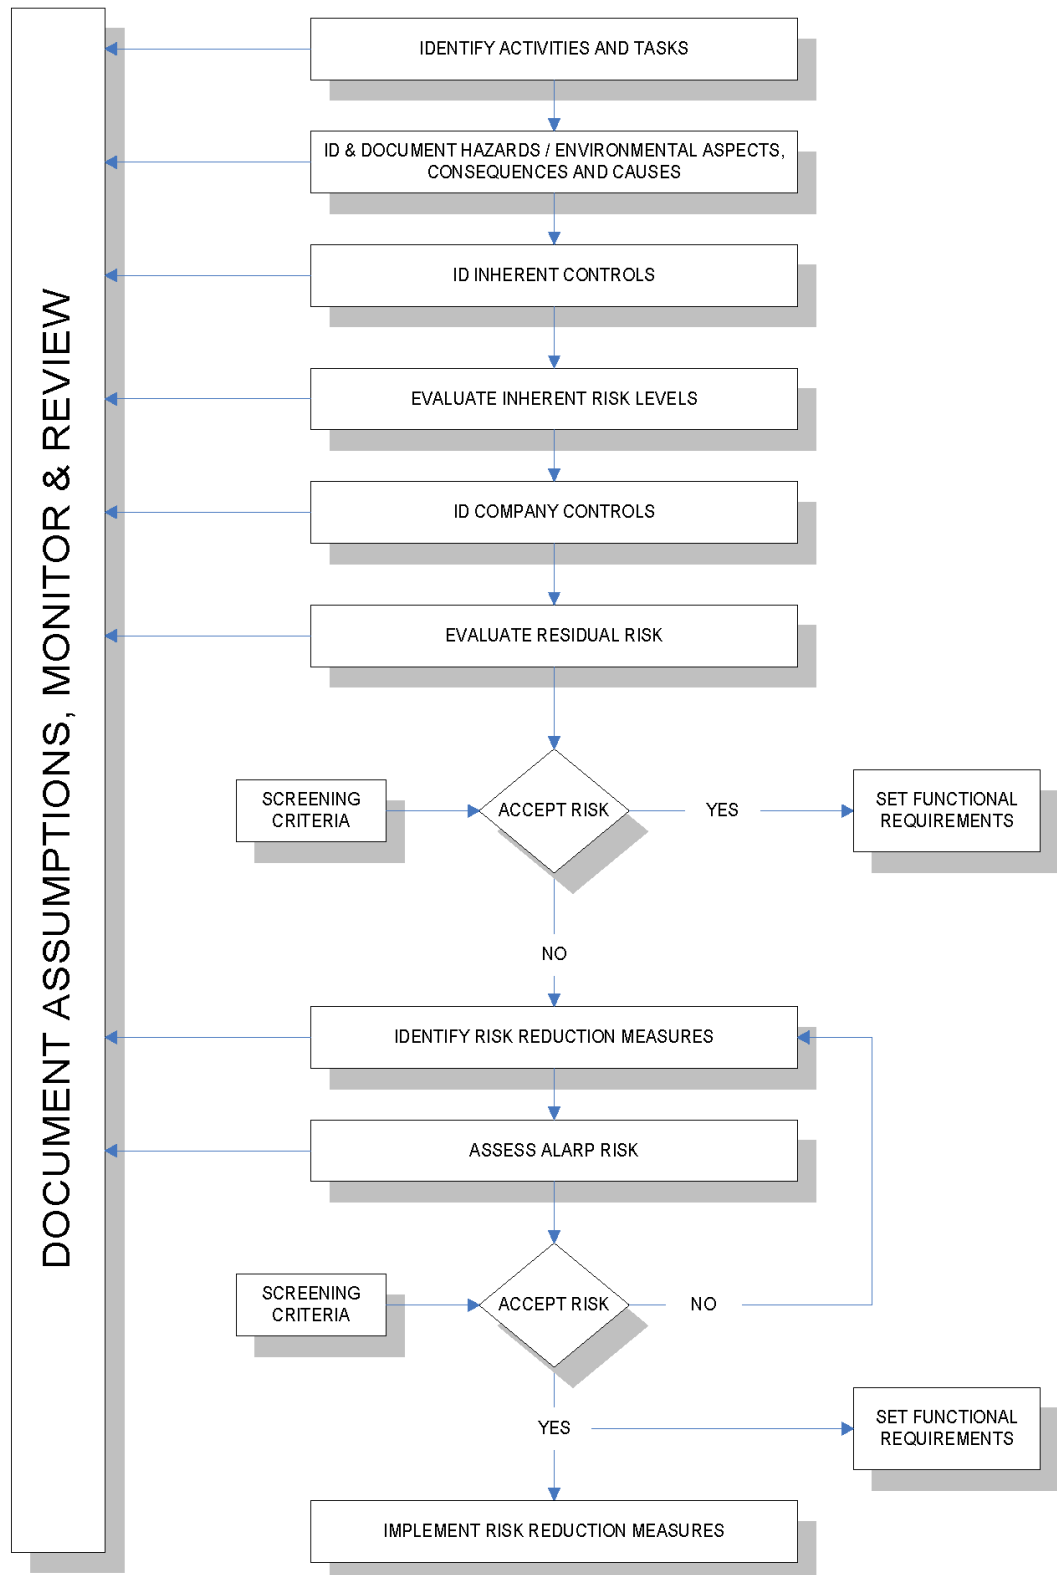 DOCUMENT ASSUMPTIONS, MONITOR & REVIEW
IDENTIFY ACTIVITIES AND TASKS
ID & DOCUMENT HAZARDS / ENVIRONMENTAL ASPECTS,
CONSEQUENCES AND CAUSES
ID INHERENT CONTROLS
EVALUATE INHERENT RISK LEVELS
ID COMPANY CONTROLS
EVALUATE RESIDUAL RISK
SCREENING
CRITERIA
ACCEPT RISK
YES
SET FUNCTIONAL
REQUIREMENTS
NO
IDENTIFY RISK REDUCTION MEASURES
ASSESS ALARP RISK
SCREENING
CRITERIA
ACCEPT RISK
NO
YES
SET FUNCTIONAL
REQUIREMENTS
IMPLEMENT RISK REDUCTION MEASURES